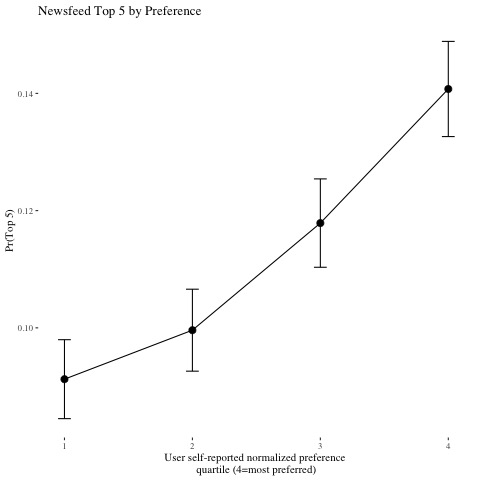 Newsfeed Top 5 by Preference
Pr(Top 5)
0.14
0.12
0.10
1 2 3 4
User self-reported normalized preference
quartile (4=most preferred)